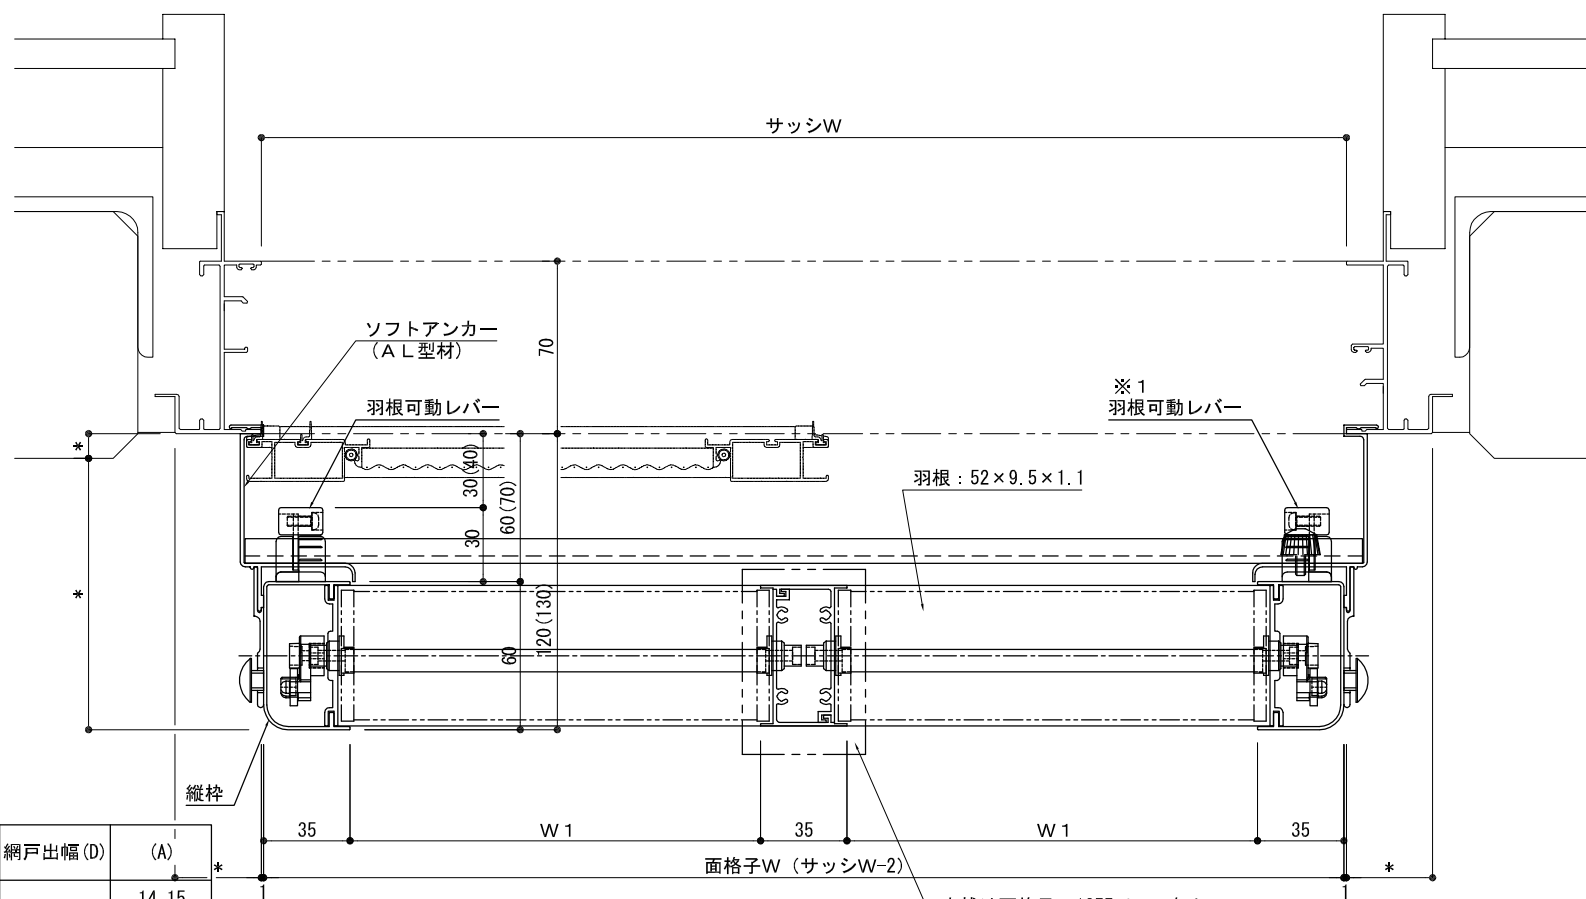 サッシW
ソフトアンカー
（ＡＬ型材）
70
※1
羽根可動レバー
羽根可動レバー
*
30(40)
60(70)
羽根：52×9.5×1.1
30
*
120(130)
60
縦枠
35
W1
35
W1
35
網戸出幅(D)
(A)
*
面格子W（サッシW-2）
*
14.15
1
1